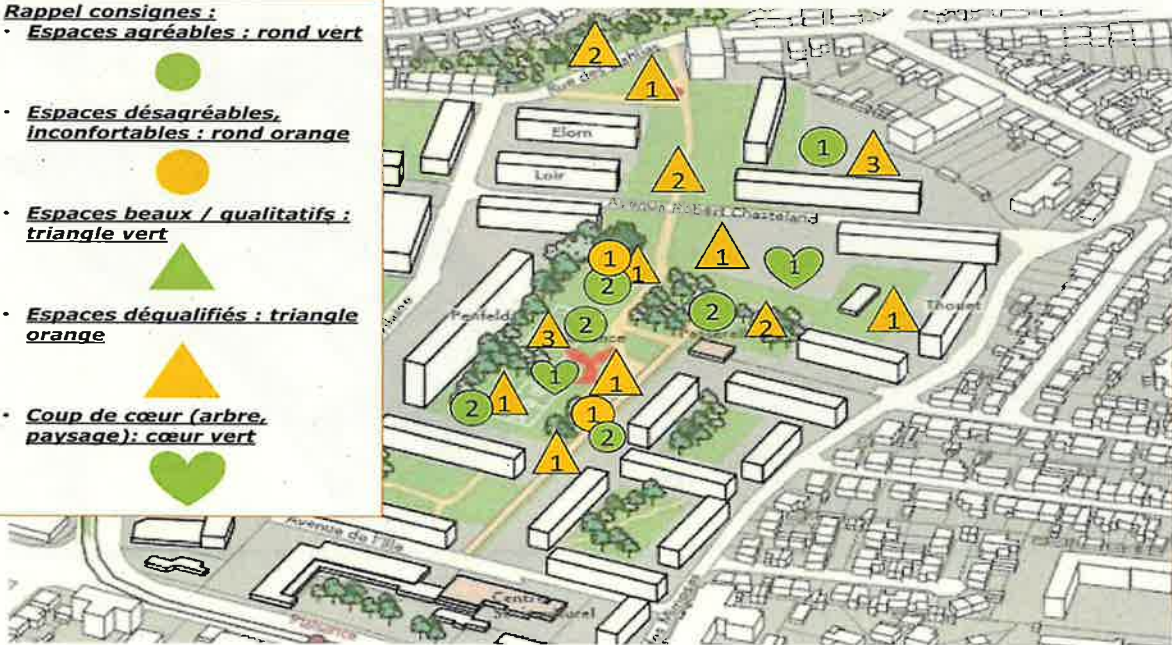 Rappel consignes :
· Espaces agréables : rond vert
· Espaces désagréables,
inconfortables : rond orange
· Espaces beaux / qualitatifs :
triangle vert
· Espaces déqualifiés : triangle
orange
· Coup de cœur (arbre,
paysage): cœur vert
2
1
Elorn
1
3
Loir
2
Avenue Robert Chasteland
1
1
1
1
2
Penfeld
2
2
2
1
Thouet
3
1
1
2
1
1
2
1
Avenue de l'Ille
Centre